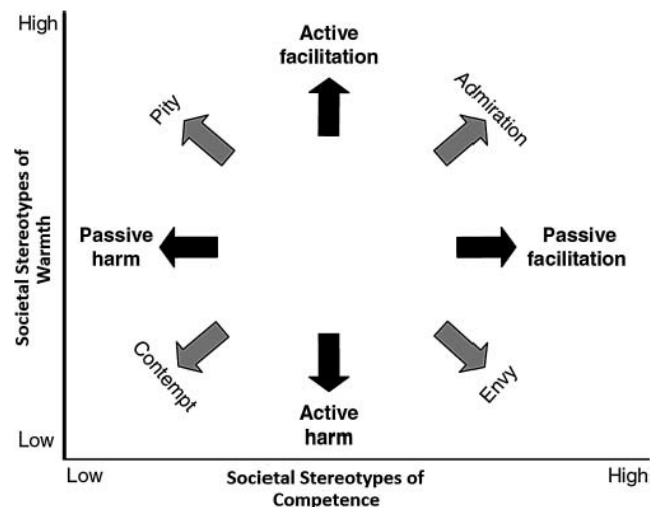 High
Active
facilitation
Pity
Admiration
Societal Stereotypes of
Warmth
Passive
harm
Passive
facilitation
Contempt
Envy
Active
harm
Low
Low
Societal Stereotypes of
Competence
High